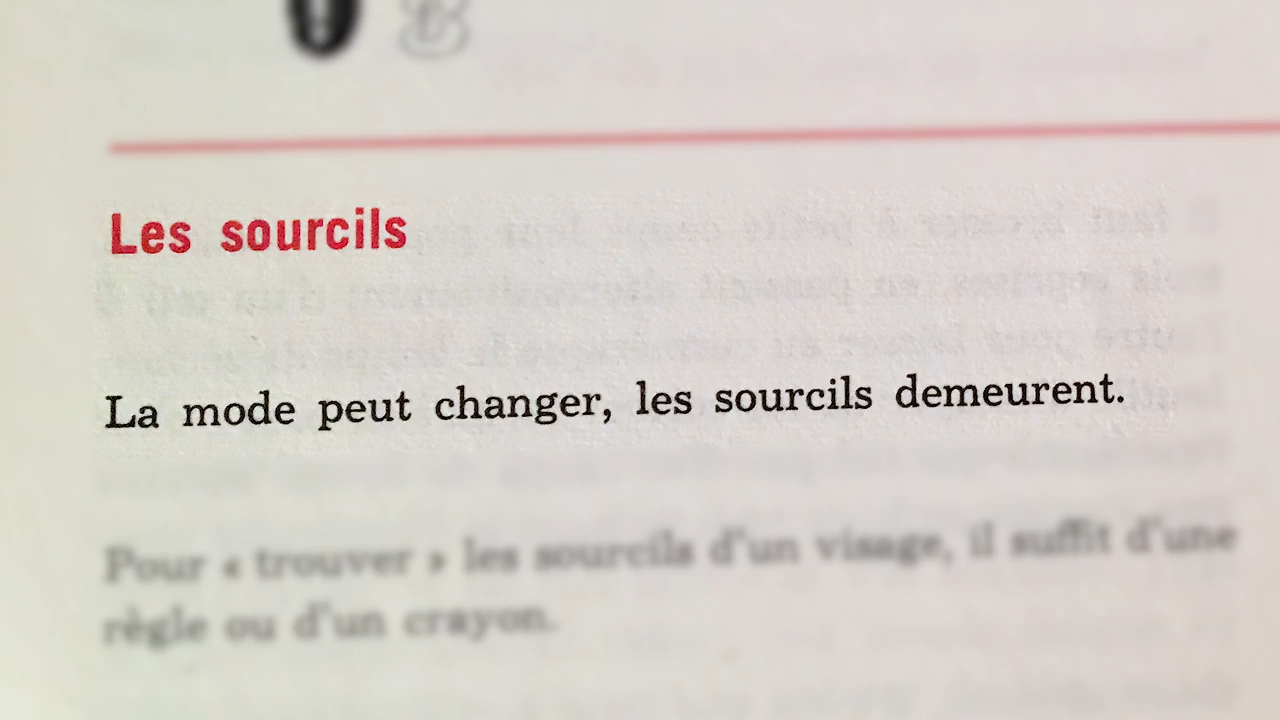 Les sourcils
La mode peut changer, les sourcils demeurent.
Pour « trouver » les sourcils d'un visage, il suffit d'une
règle ou d'un crayon.